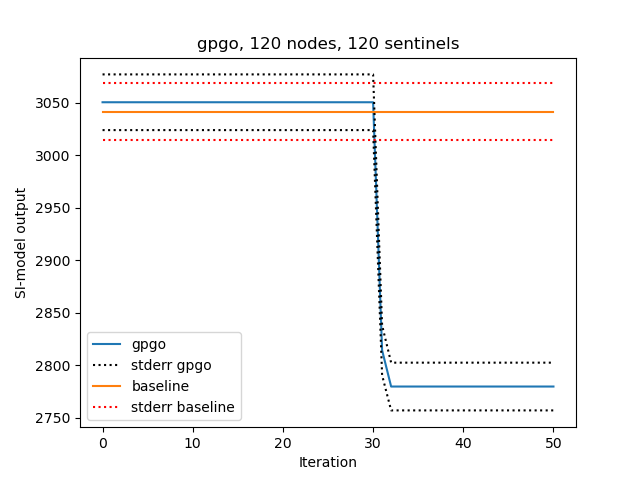 gpgo, 120 nodes, 120 sentinels
SI-model output
3050
3000
2950
2900
2850
2800
2750
gpgo
stderr gpgo
baseline
stderr baseline
0 10 20 30 40 50
Iteration